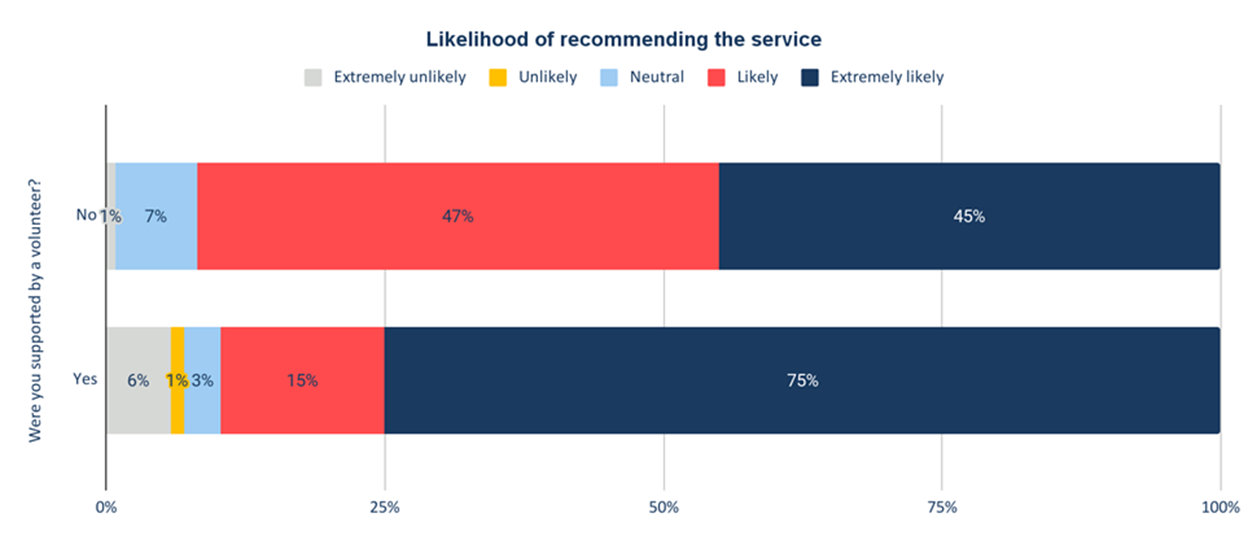 Likelihood of recommending the service
Extremely unlikely Unlikely Neutral Likely Extremely likely
Were you supported by a volunteer?
No 1% 7% 47% 45%
Yes 6% 1% 3% 15% 75%
0% 25% 50% 75% 100%